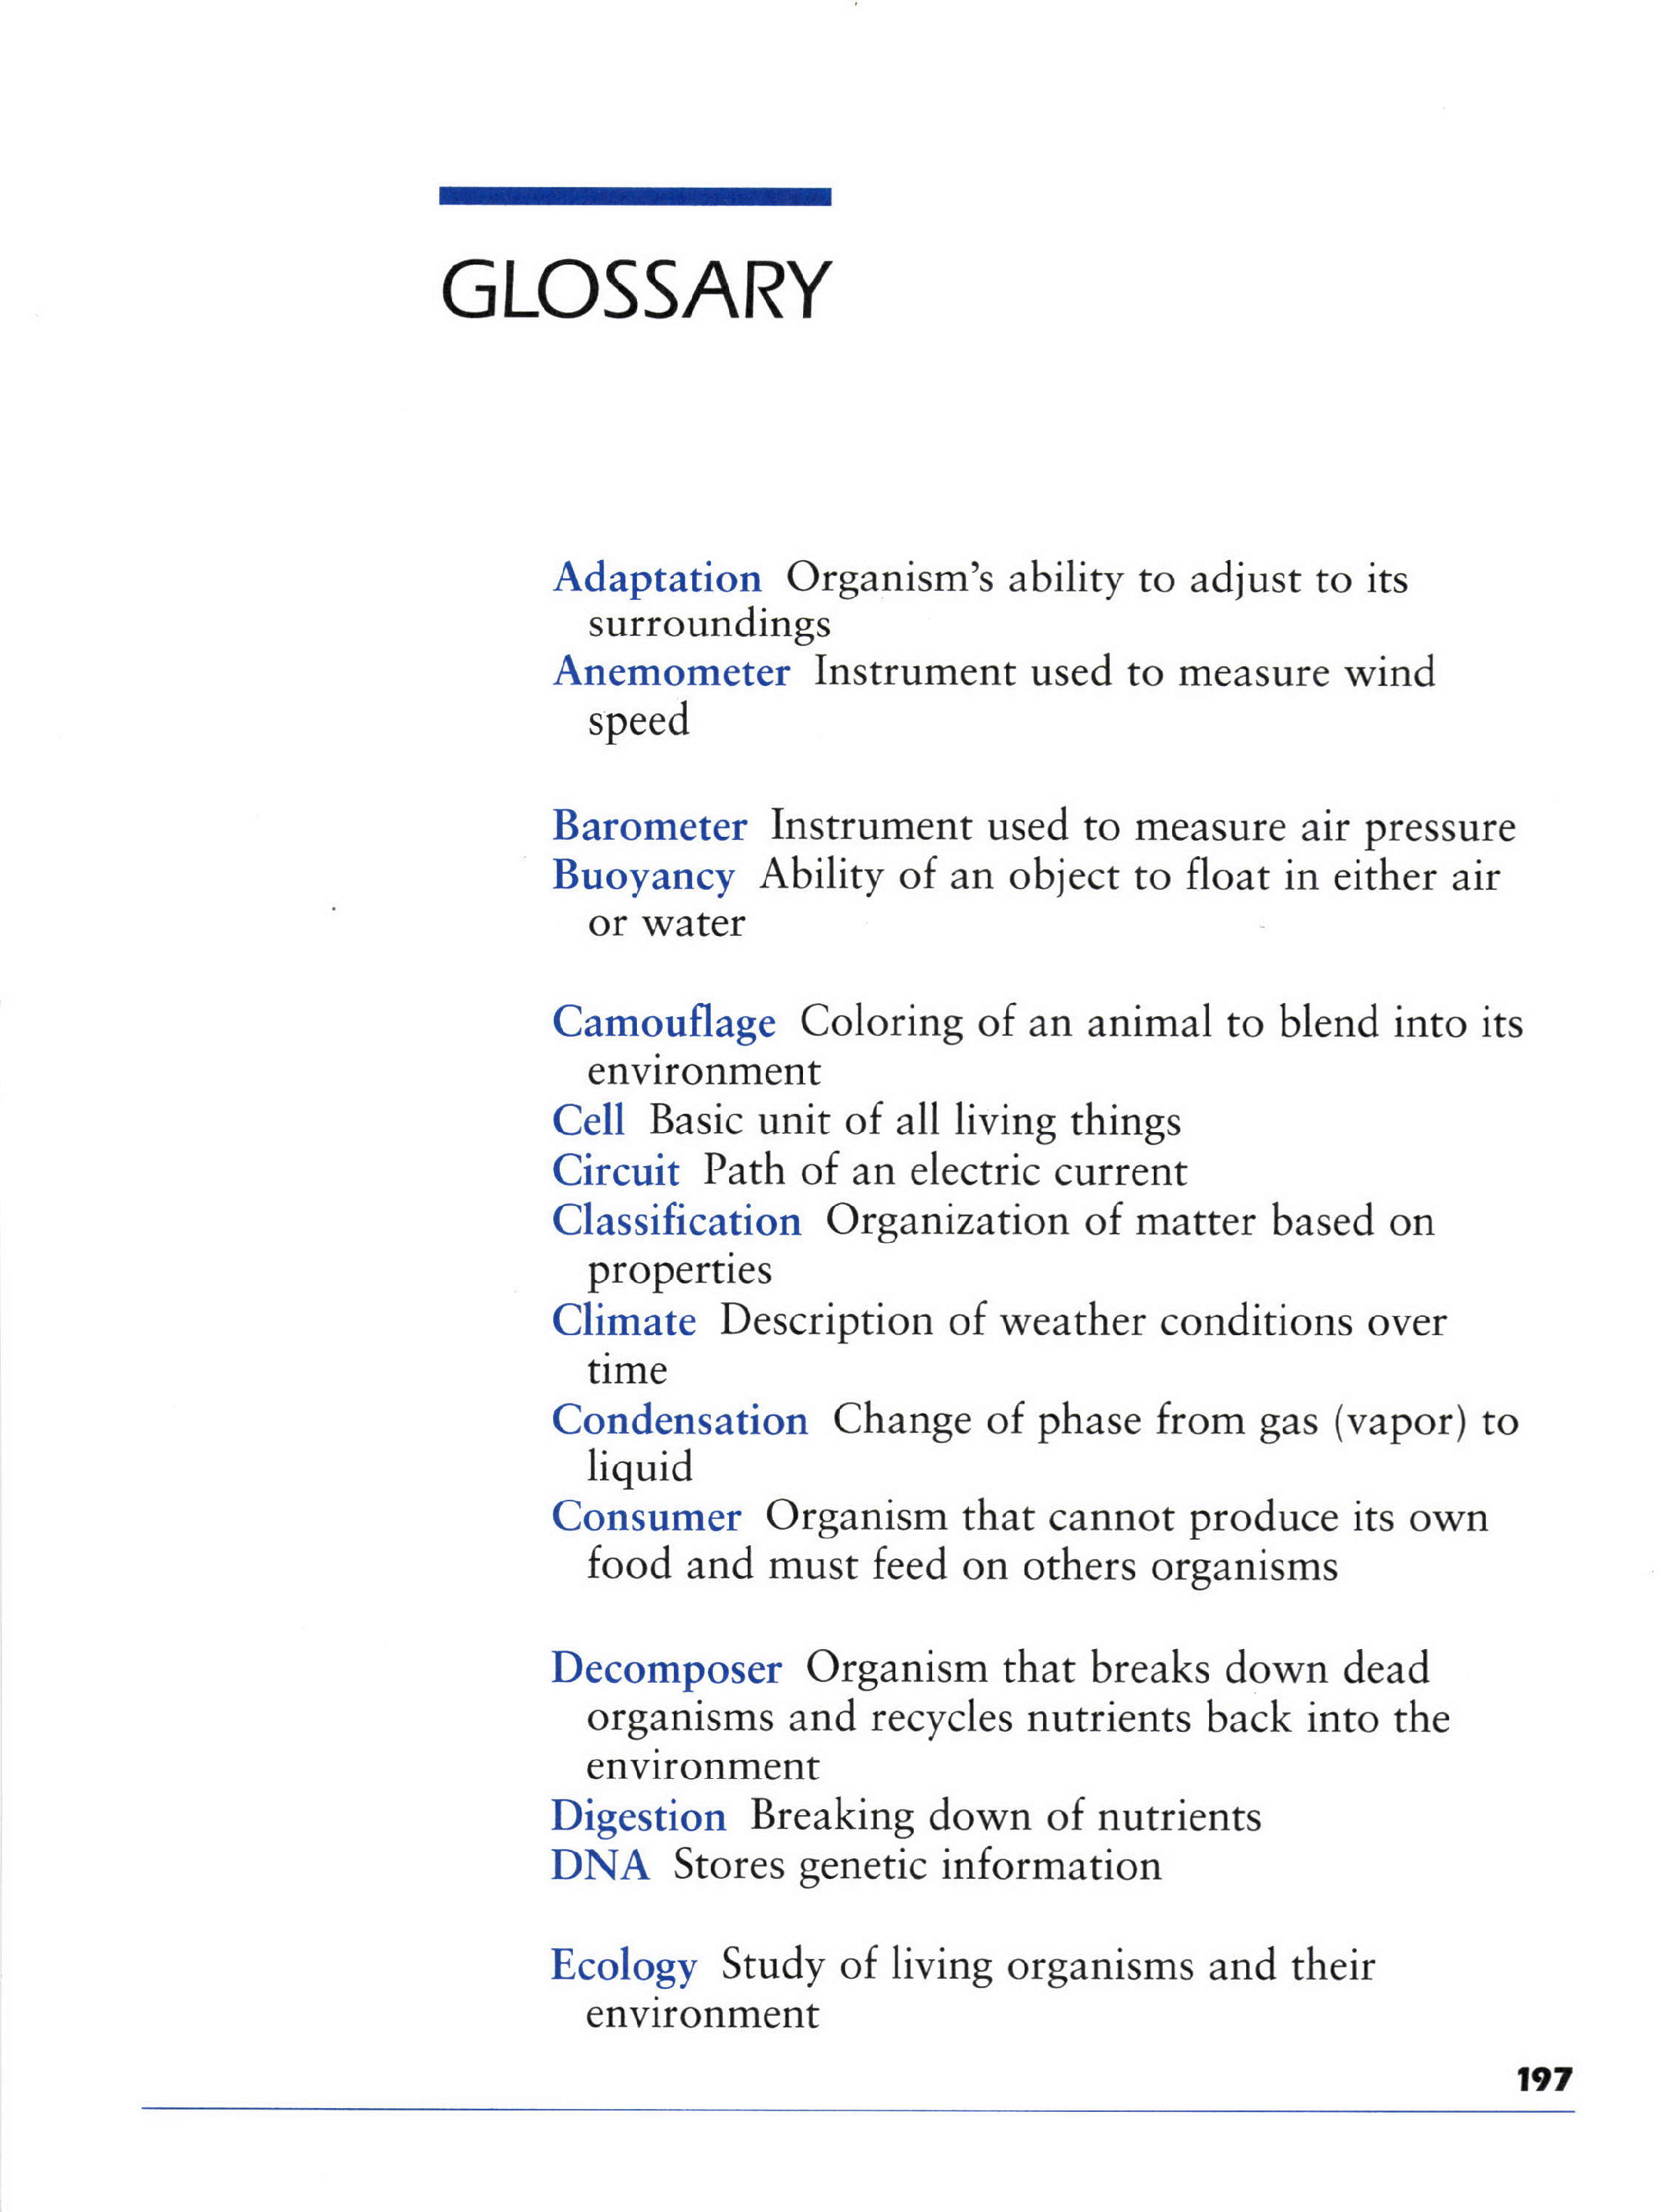 GLOSSARY
Adaptation Organism's ability to adjust to its
surroundings
Anemometer Instrument used to measure wind
speed
Barometer Instrument used to measure air pressure
Buoyancy Ability of an object to float in either air
or water
Camouflage Coloring of an animal to blend into its
environment
Cell Basic unit of all living things
Circuit Path of an electric current
Classification Organization of matter based on
properties
Climate Description of weather conditions over
time
Condensation Change of phase from gas (vapor) to
liquid
Consumer Organism that cannot produce its own
food and must feed on others organisms
Decomposer Organism that breaks down dead
organisms and recycles nutrients back into the
environment
Digestion Breaking down of nutrients
DNA Stores genetic information
Ecology Study of living organisms and their
environment
197